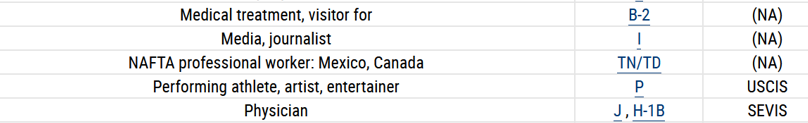 Medical treatment, visitor for B-2 (NA)
Media, journalist I (NA)
NAFTA professional worker: Mexico, Canada TN/TD (NA)
Performing athlete, artist, entertainer P USCIS
Physician J , H-1B SEVIS